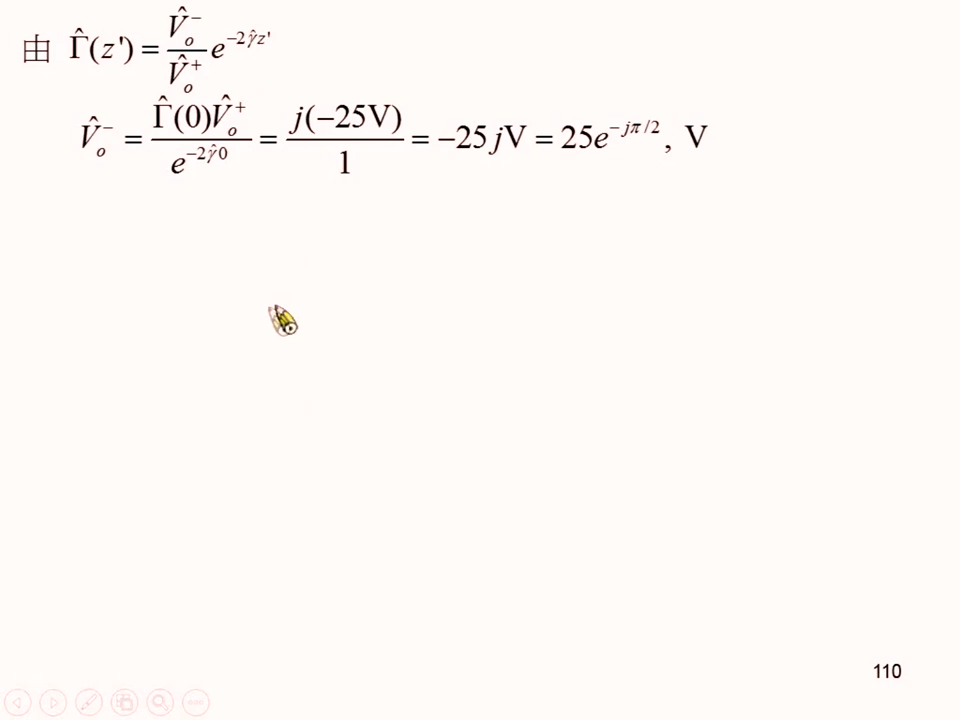 由 Γ̂(z') = V̂ₒ⁻ / V̂ₒ⁺ e^{−2γ̂z'}
V̂ₒ⁻ = Γ̂(0)V̂ₒ⁺ / e^{−2γ̂0} = j(−25V) / 1 = −25jV = 25e^{−jπ/2}, V
110